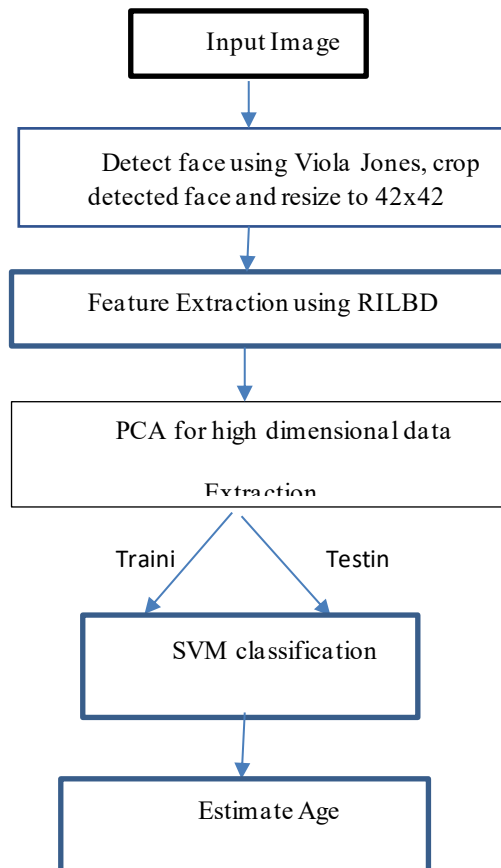 Input Image
Detect face using Viola Jones, crop
detected face and resize to 42x42
Feature Extraction using RILBD
PCA for high dimensional data
Extraction
Traini Testin
SVM classification
Estimate Age